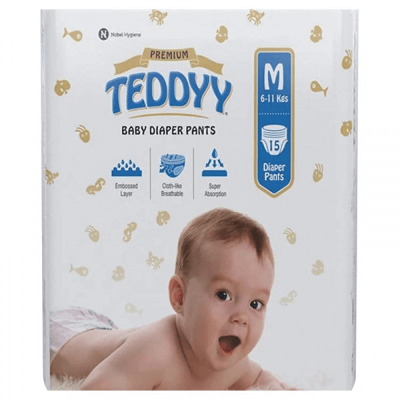 Nobel Hygiene
PREMIUM
TEDDYY
BABY DIAPER PANTS
Embossed
Layer
Cloth-like
Breathable
Super
Absorption
M
6-11 KGS
15
Diaper
Pants